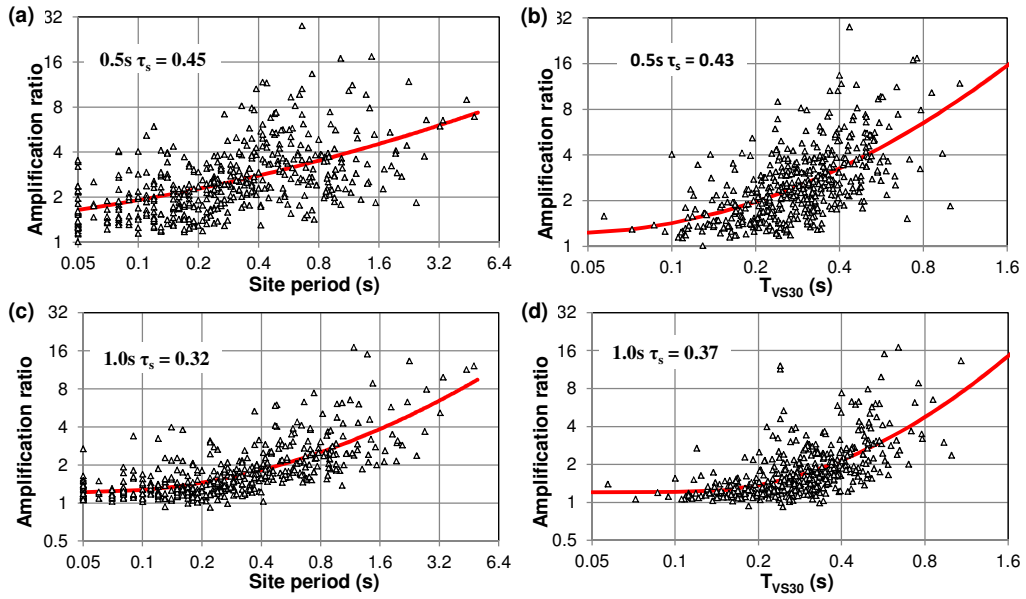 (a)
0.5s τs = 0.45
Amplification ratio
32
16
8
4
2
1
0.05 0.1 0.2 0.4 0.8 1.6 3.2 6.4
Site period (s)
(b)
0.5s τs = 0.43
Amplification ratio
32
16
8
4
2
1
0.05 0.1 0.2 0.4 0.8 1.6
TVS30 (s)
(c)
1.0s τs = 0.32
Amplification ratio
32
16
8
4
2
1
0.5
0.05 0.1 0.2 0.4 0.8 1.6 3.2 6.4
Site period (s)
(d)
1.0s τs = 0.37
Amplification ratio
32
16
8
4
2
1
0.5
0.05 0.1 0.2 0.4 0.8 1.6
TVS30 (s)